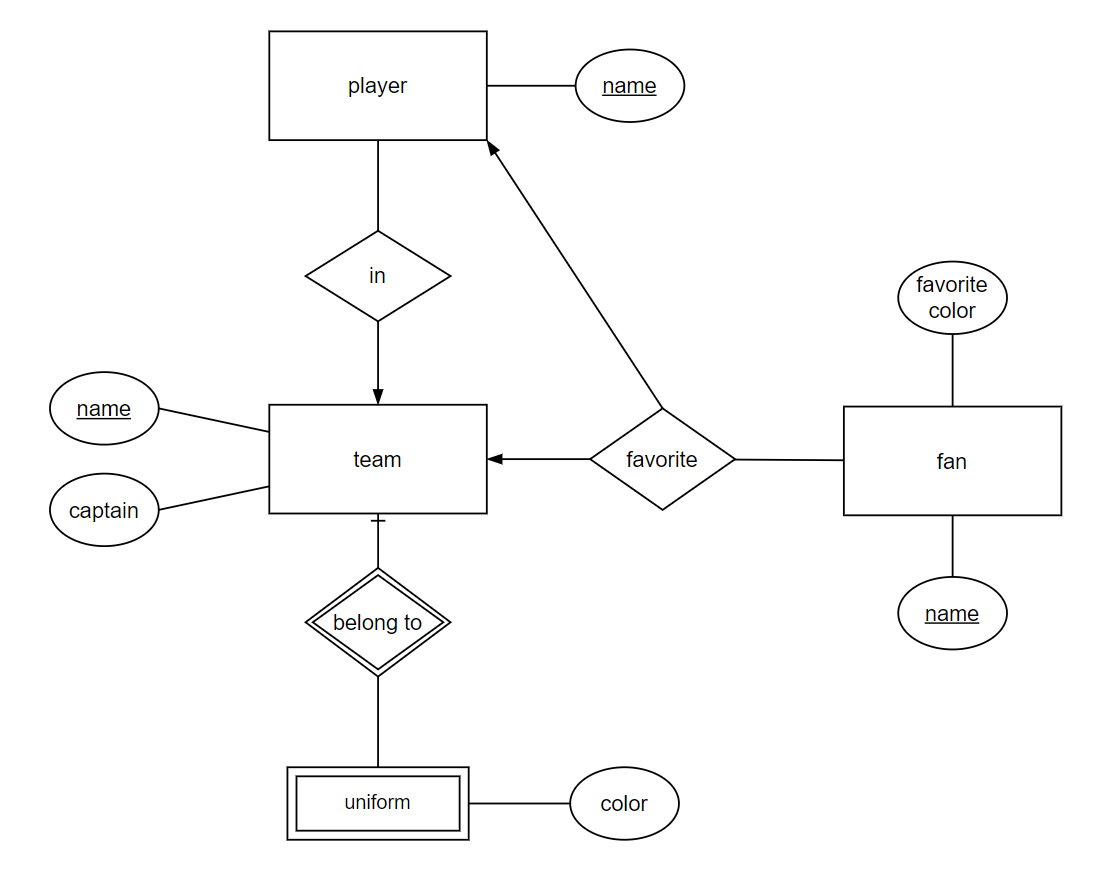 player
name
in
favorite
color
name
team
favorite
fan
captain
name
belong to
uniform
color